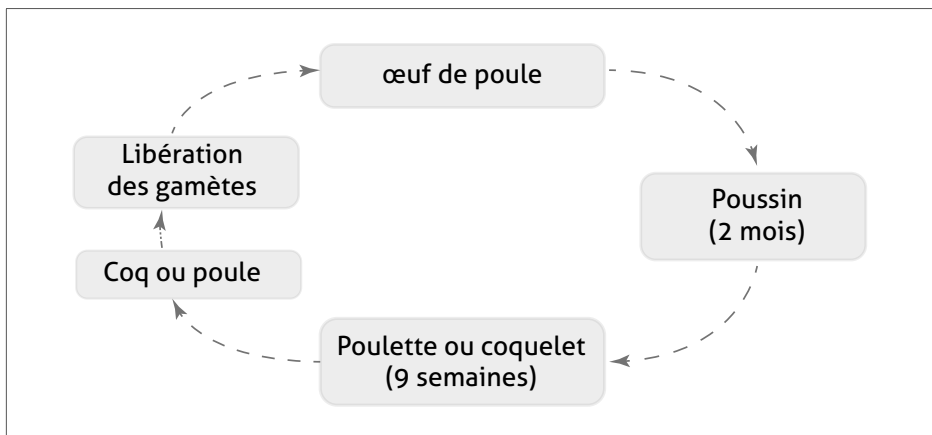 œuf de poule
Poussin
(2 mois)
Poulette ou coquelet
(9 semaines)
Coq ou poule
Libération
des gamètes